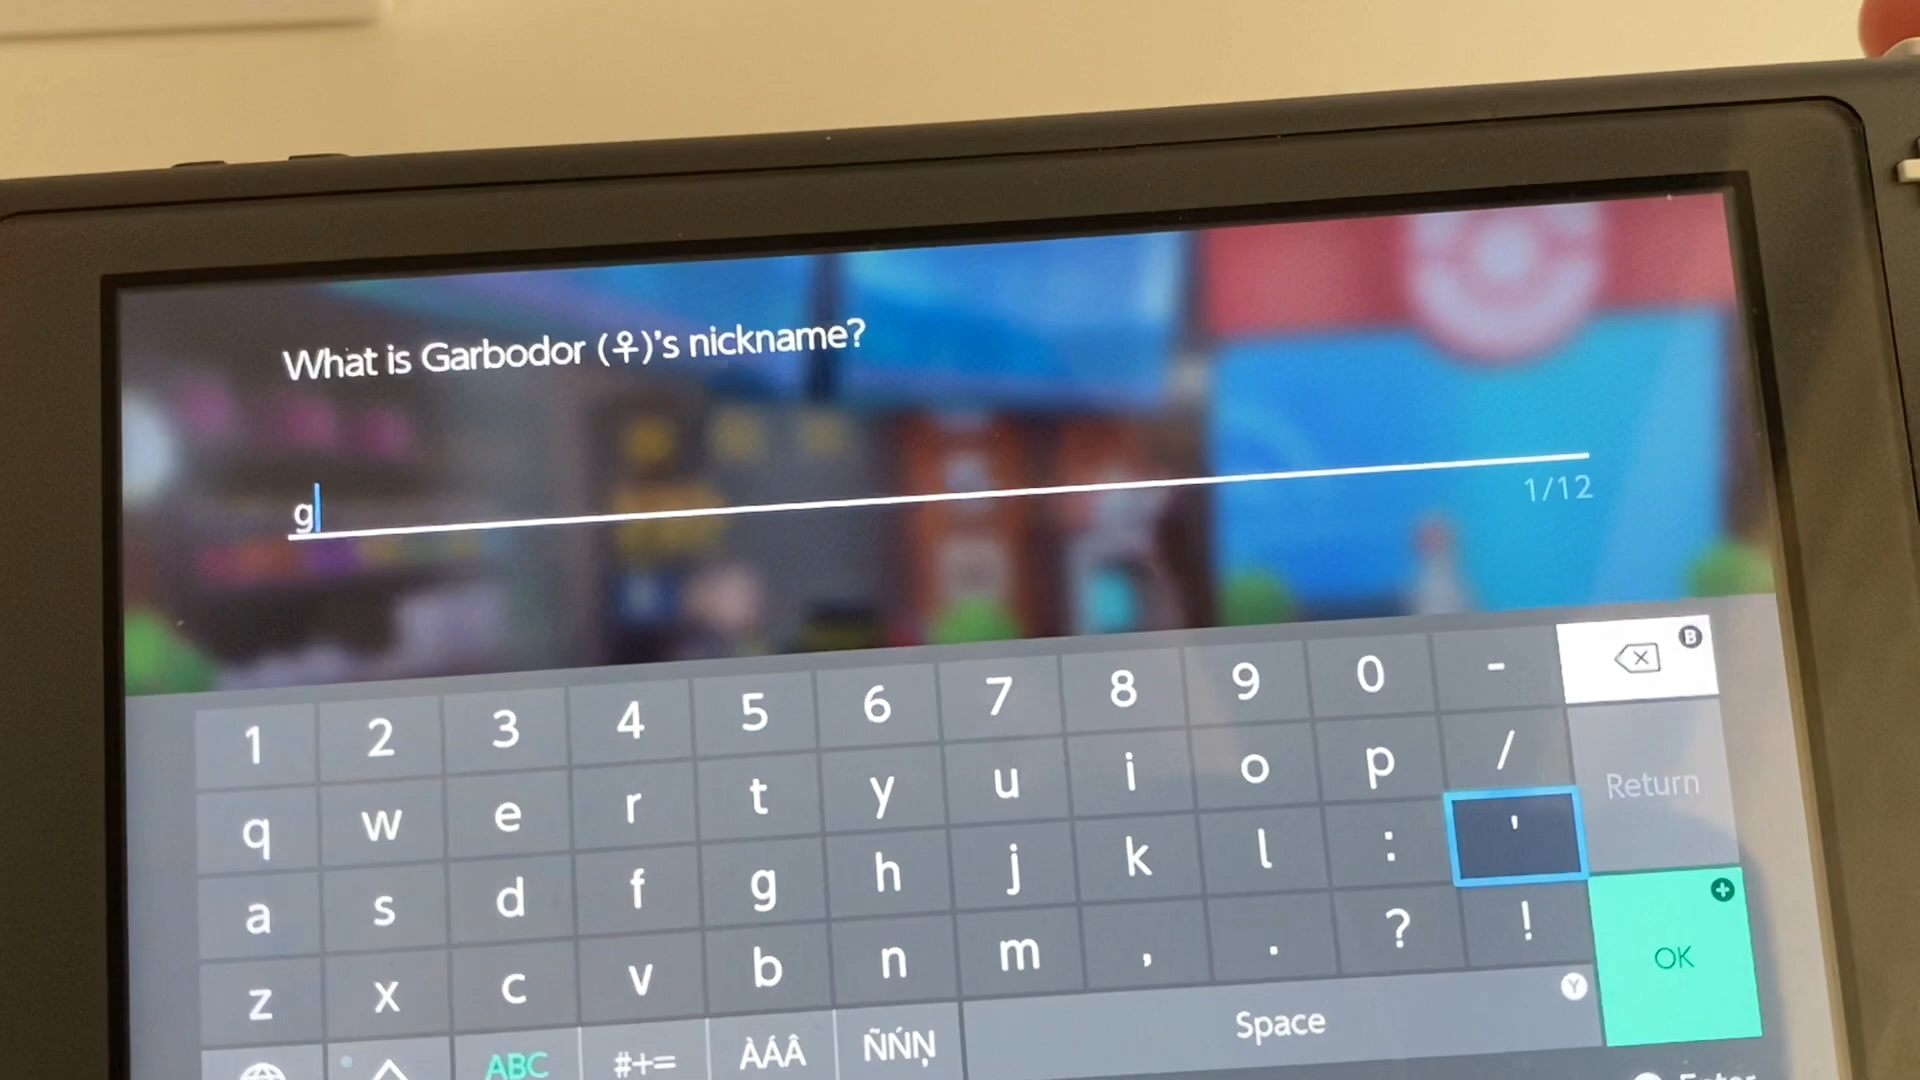 What is Garbodor (♀)'s nickname?
g
1/12
1 2 3 4 5 6 7 8 9 0 - B
q w e r t y u i o p / Return
a s d f g h j k l : '
z x c v b n m , . ? ! OK
ABC #+= ÀÁÂ ÑŃŅ Space Y
Enter